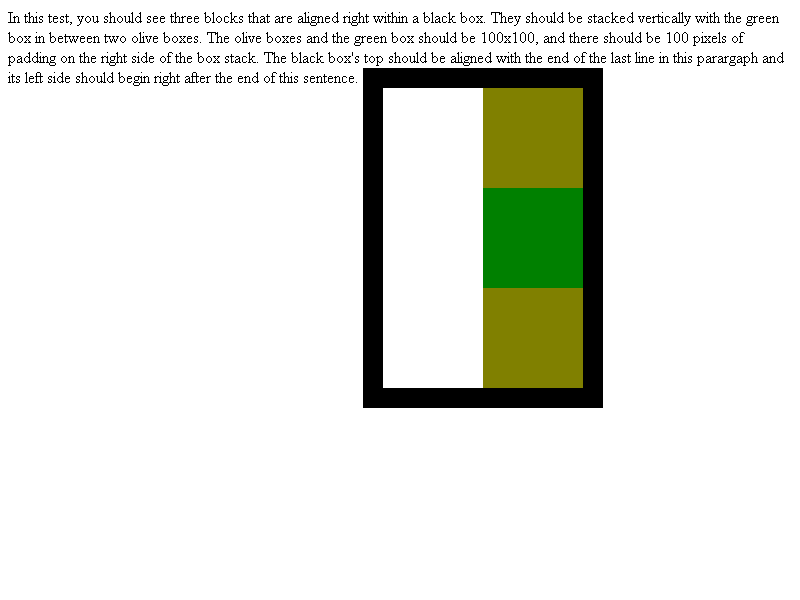 In this test, you should see three blocks that are aligned right within a black box. They should be stacked vertically with the green
box in between two olive boxes. The olive boxes and the green box should be 100x100, and there should be 100 pixels of
padding on the right side of the box stack. The black box's top should be aligned with the end of the last line in this parargaph and
its left side should begin right after the end of this sentence.